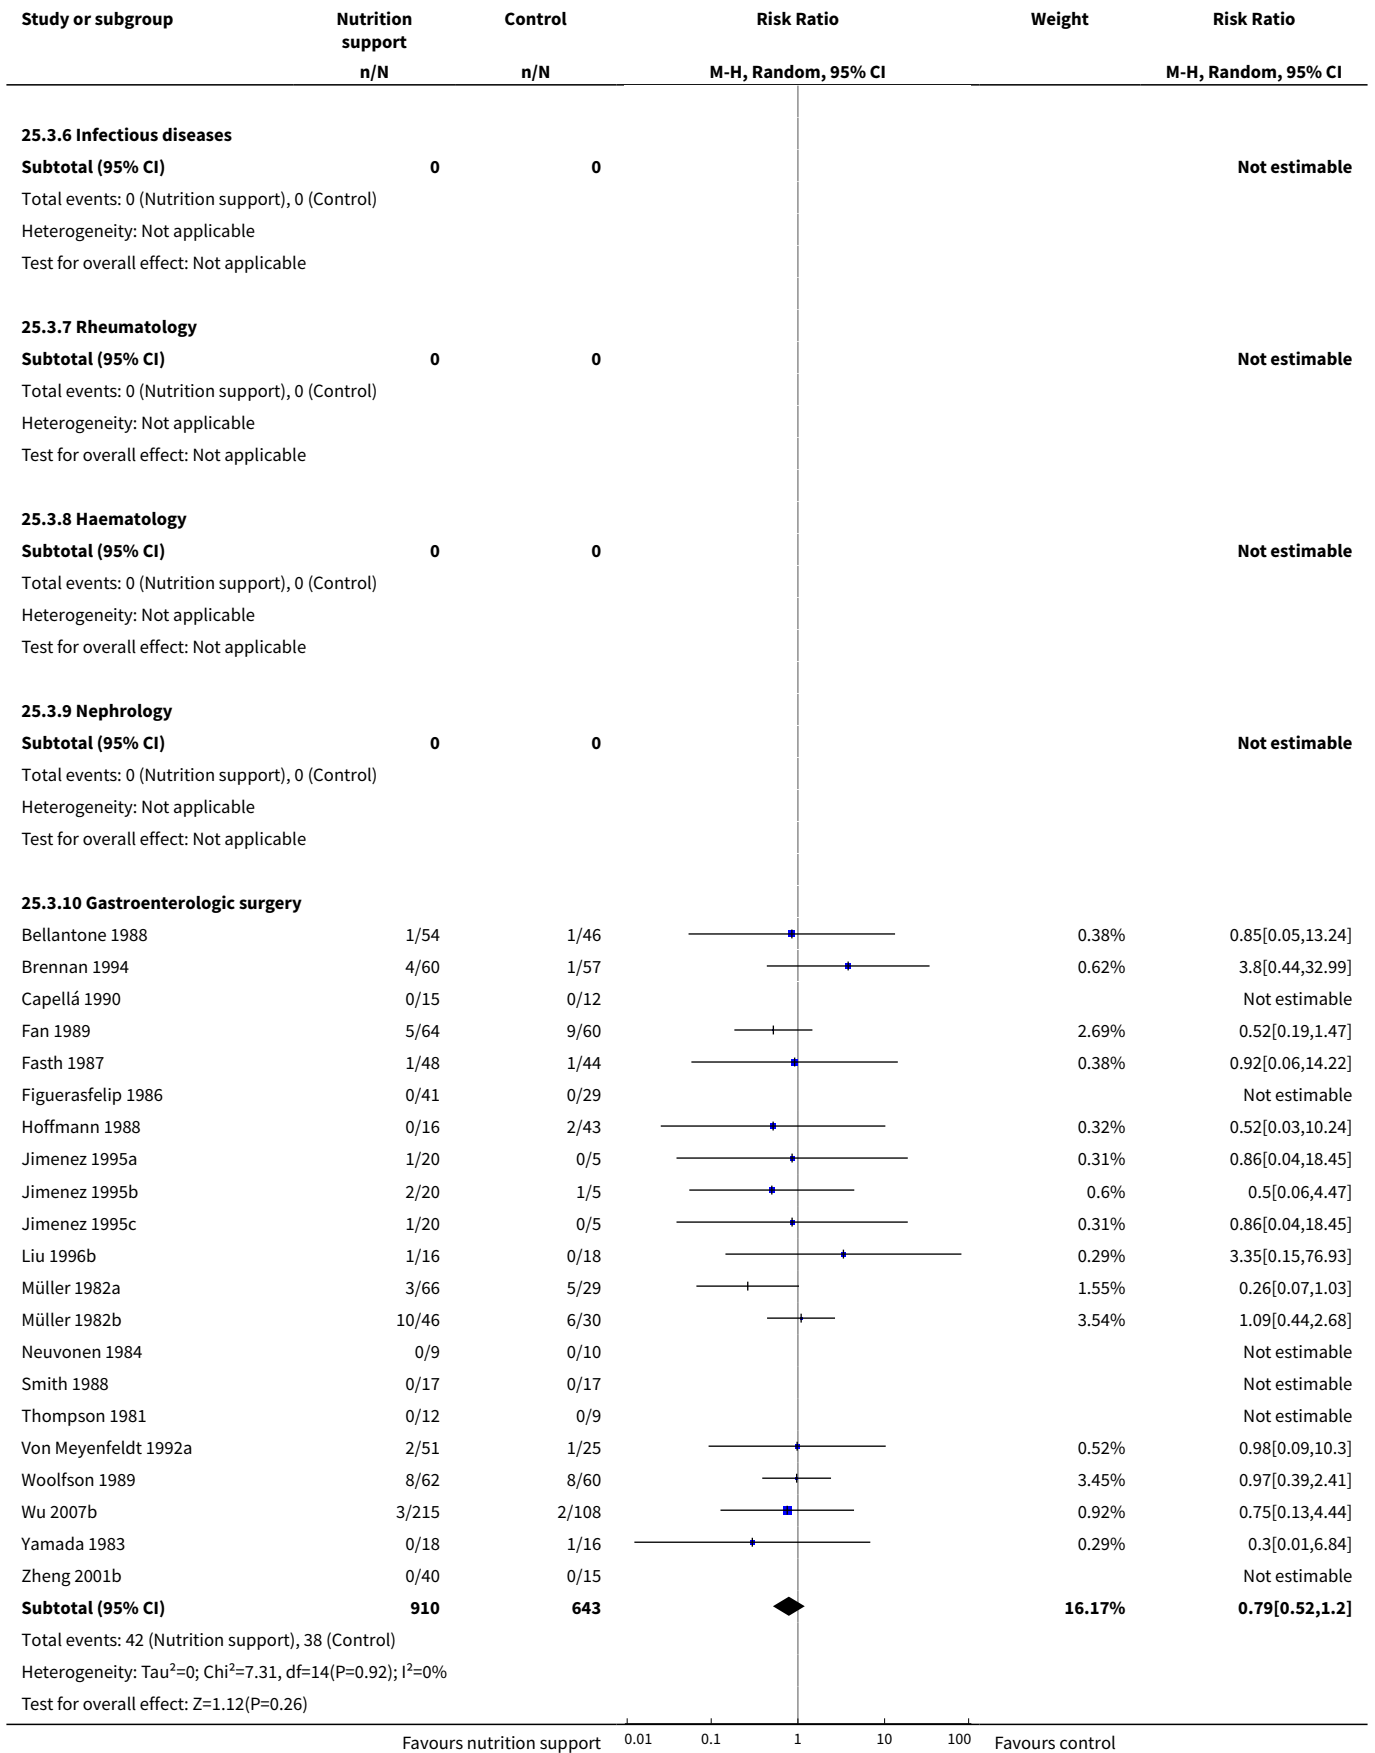 Study or subgroup Nutrition support Control Risk Ratio Weight Risk Ratio
n/N n/N M-H, Random, 95% CI M-H, Random, 95% CI
25.3.6 Infectious diseases
Subtotal (95% CI) 0 0 Not estimable
Total events: 0 (Nutrition support), 0 (Control)
Heterogeneity: Not applicable
Test for overall effect: Not applicable
25.3.7 Rheumatology
Subtotal (95% CI) 0 0 Not estimable
Total events: 0 (Nutrition support), 0 (Control)
Heterogeneity: Not applicable
Test for overall effect: Not applicable
25.3.8 Haematology
Subtotal (95% CI) 0 0 Not estimable
Total events: 0 (Nutrition support), 0 (Control)
Heterogeneity: Not applicable
Test for overall effect: Not applicable
25.3.9 Nephrology
Subtotal (95% CI) 0 0 Not estimable
Total events: 0 (Nutrition support), 0 (Control)
Heterogeneity: Not applicable
Test for overall effect: Not applicable
25.3.10 Gastroenterologic surgery
Bellantone 1988 1/54 1/46 0.38% 0.85[0.05,13.24]
Brennan 1994 4/60 1/57 0.62% 3.8[0.44,32.99]
Capellá 1990 0/15 0/12 Not estimable
Fan 1989 5/64 9/60 2.69% 0.52[0.19,1.47]
Fasth 1987 1/48 1/44 0.38% 0.92[0.06,14.22]
Figuerasfelip 1986 0/41 0/29 Not estimable
Hoffmann 1988 0/16 2/43 0.32% 0.52[0.03,10.24]
Jimenez 1995a 1/20 0/5 0.31% 0.86[0.04,18.45]
Jimenez 1995b 2/20 1/5 0.6% 0.5[0.06,4.47]
Jimenez 1995c 1/20 0/5 0.31% 0.86[0.04,18.45]
Liu 1996b 1/16 0/18 0.29% 3.35[0.15,76.93]
Müller 1982a 3/66 5/29 1.55% 0.26[0.07,1.03]
Müller 1982b 10/46 6/30 3.54% 1.09[0.44,2.68]
Neuvonen 1984 0/9 0/10 Not estimable
Smith 1988 0/17 0/17 Not estimable
Thompson 1981 0/12 0/9 Not estimable
Von Meyenfeldt 1992a 2/51 1/25 0.52% 0.98[0.09,10.3]
Woolfson 1989 8/62 8/60 3.45% 0.97[0.39,2.41]
Wu 2007b 3/215 2/108 0.92% 0.75[0.13,4.44]
Yamada 1983 0/18 1/16 0.29% 0.3[0.01,6.84]
Zheng 2001b 0/40 0/15 Not estimable
Subtotal (95% CI) 910 643 16.17% 0.79[0.52,1.2]
Total events: 42 (Nutrition support), 38 (Control)
Heterogeneity: Tau²=0; Chi²=7.31, df=14(P=0.92); I²=0%
Test for overall effect: Z=1.12(P=0.26)
Favours nutrition support 0.01 0.1 1 10 100 Favours control